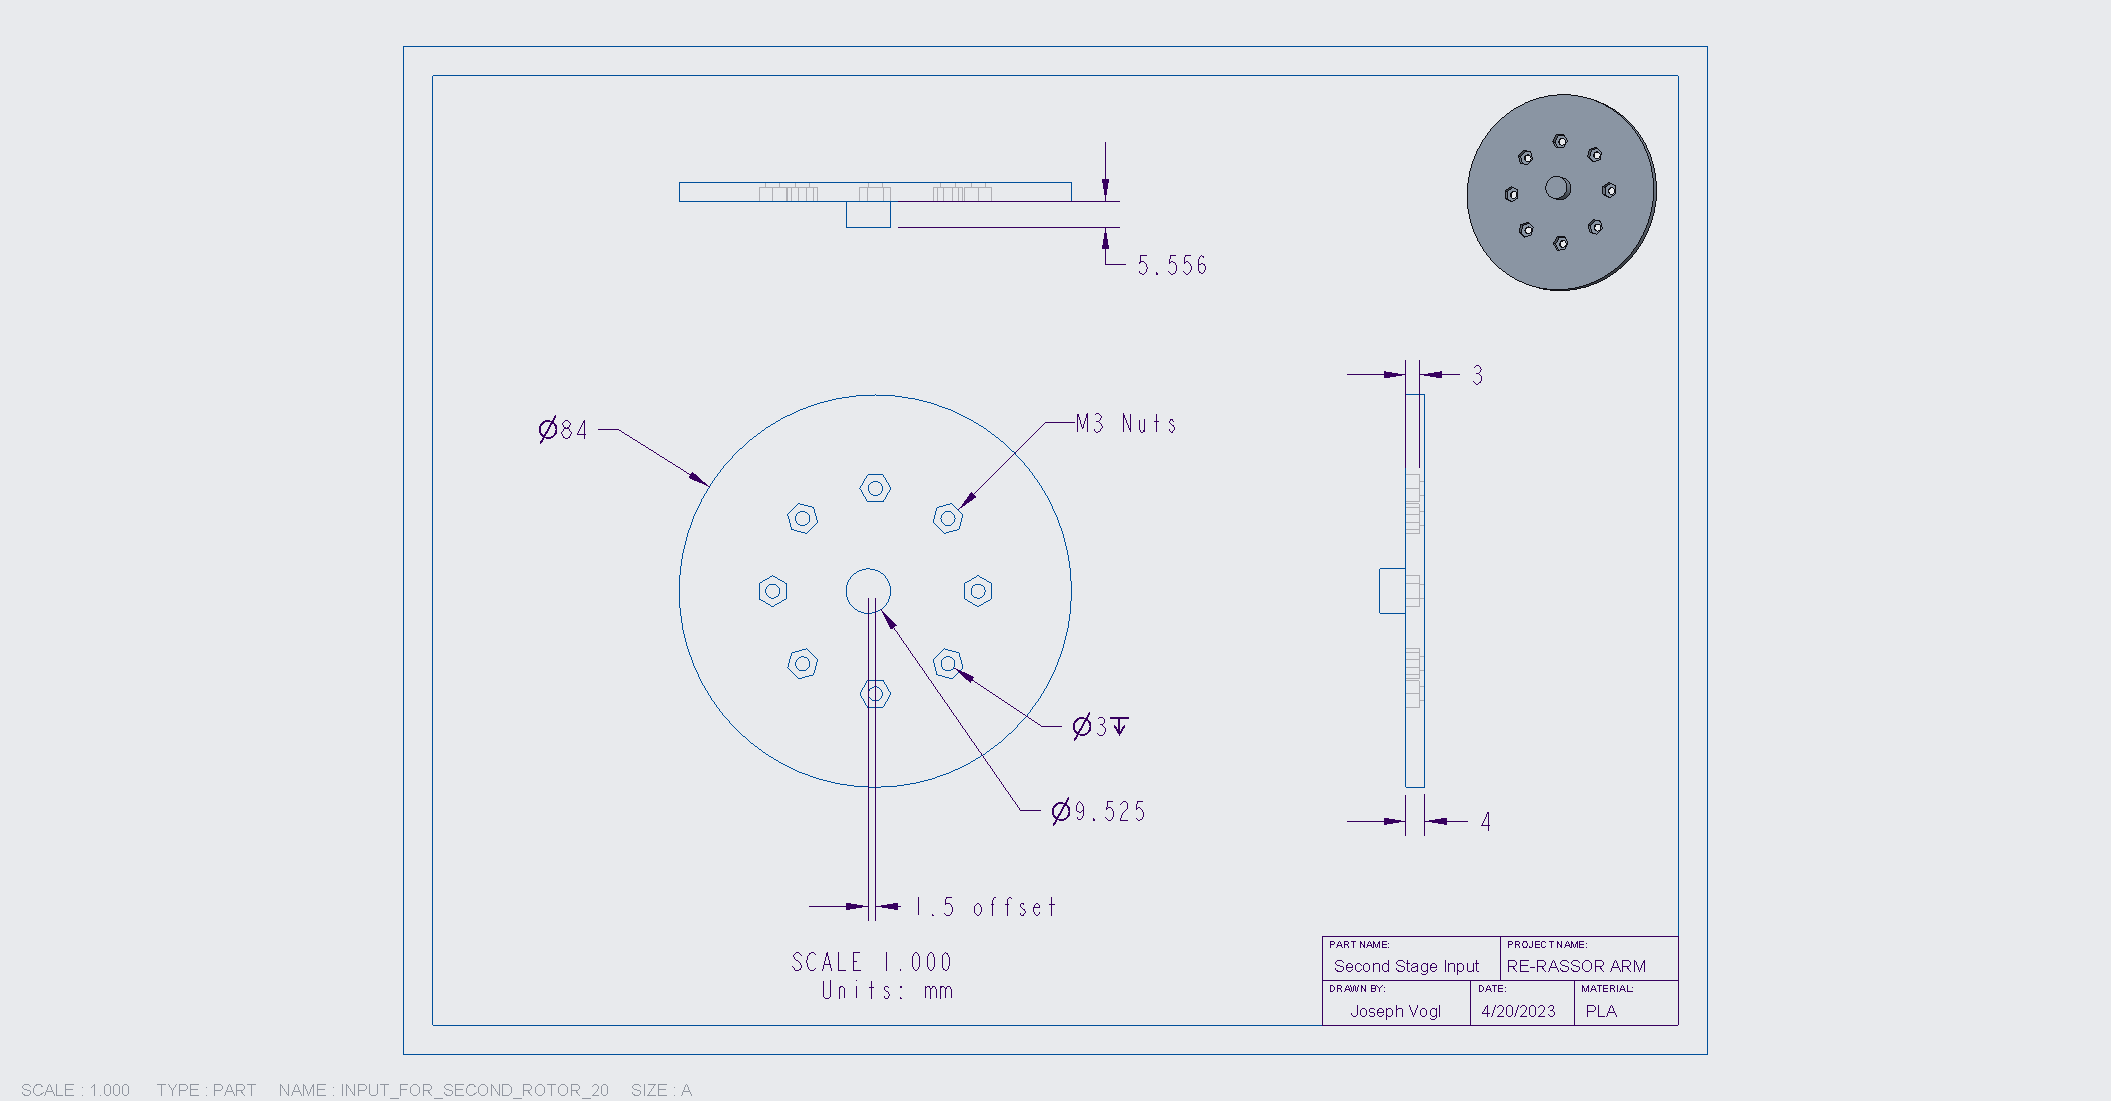 5.556
3
Ø84
M3 Nuts
Ø3↧
Ø9.525
4
1.5 offset
SCALE 1.000
Units: mm
PART NAME:
Second Stage Input
PROJECT NAME:
RE-RASSOR ARM
DRAWN BY:
Joseph Vogl
DATE:
4/20/2023
MATERIAL:
PLA
SCALE : 1.000 TYPE : PART NAME : INPUT_FOR_SECOND_ROTOR_20 SIZE : A